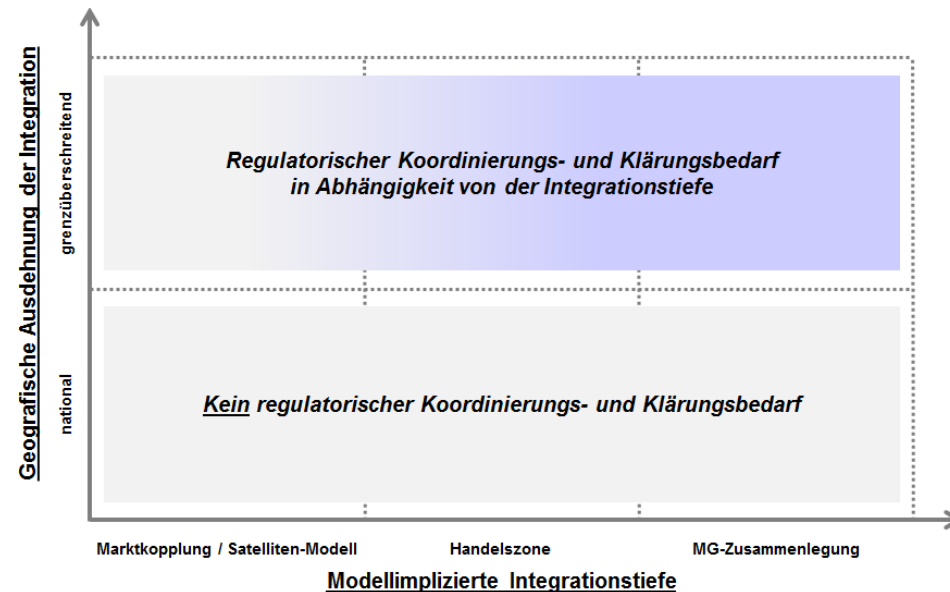 Geografische Ausdehnung der Integration
grenzüberschreitend
national
Regulatorischer Koordinierungs- und Klärungsbedarf
in Abhängigkeit von der Integrationstiefe
Kein regulatorischer Koordinierungs- und Klärungsbedarf
Marktkopplung / Satelliten-Modell
Handelszone
MG-Zusammenlegung
Modellimplizierte Integrationstiefe